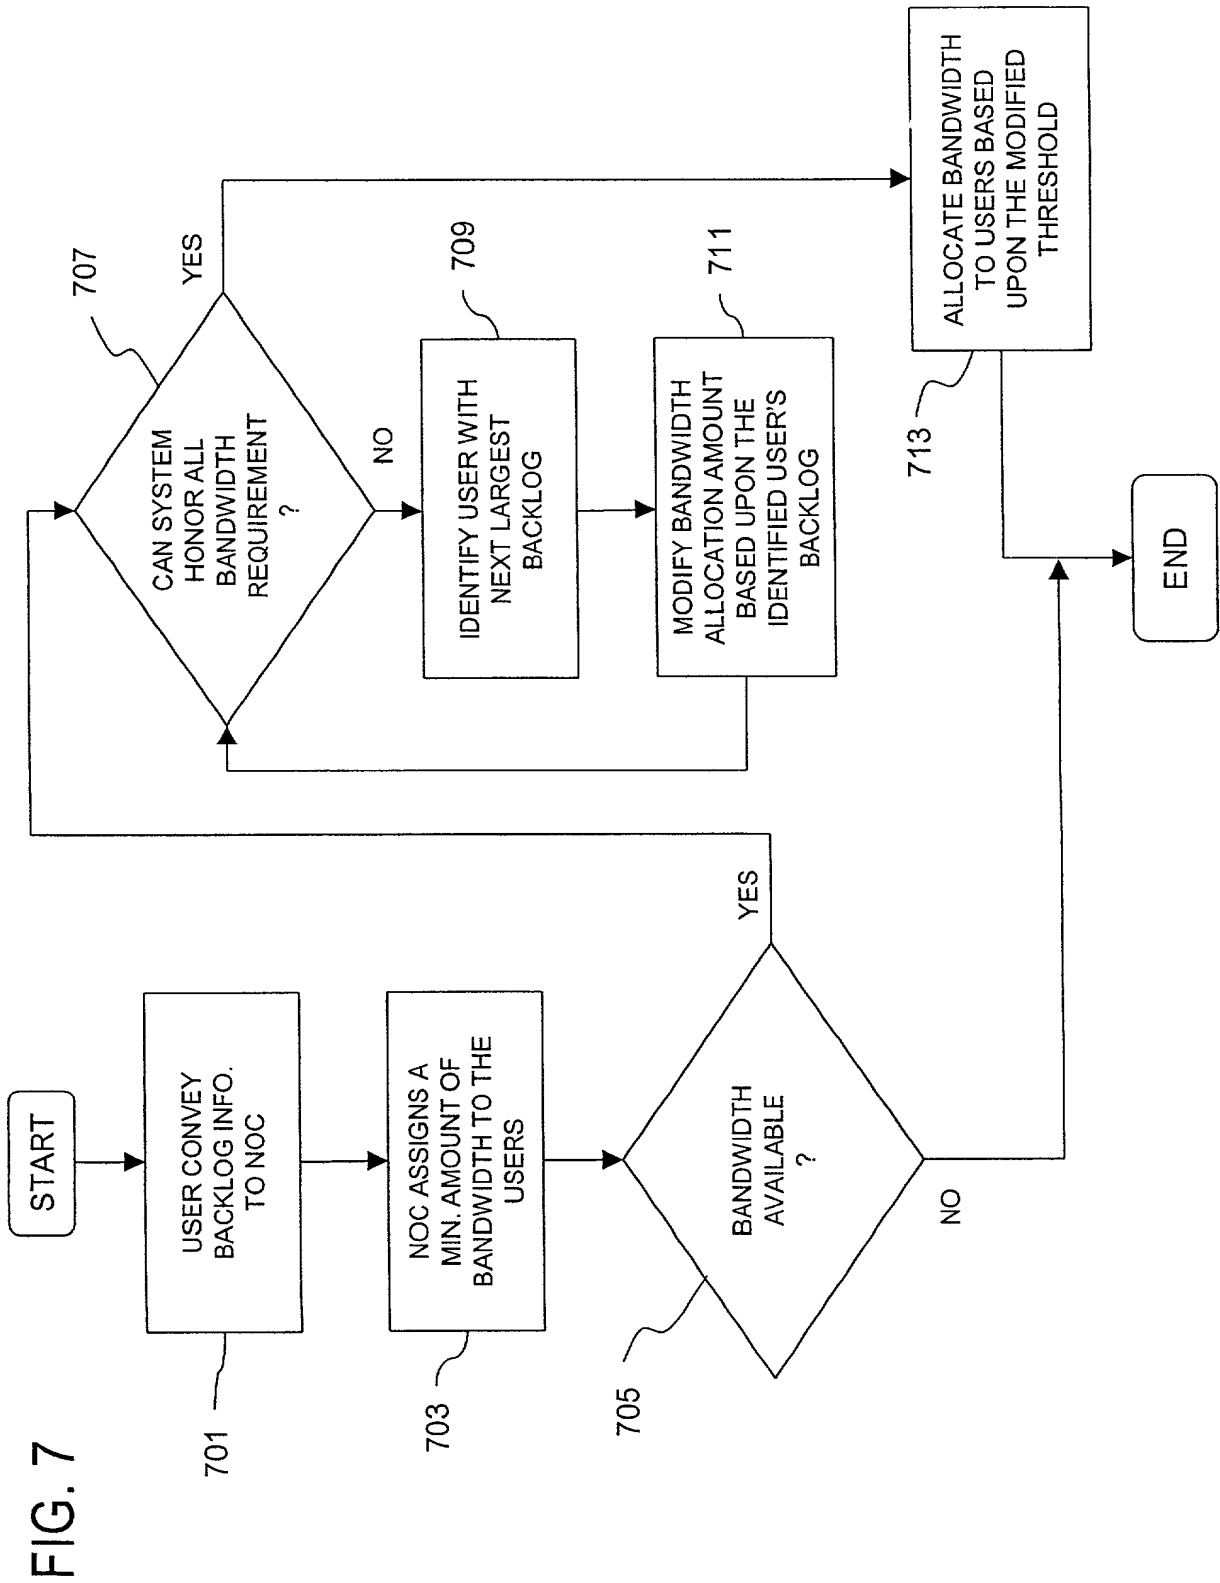 FIG. 7
START
USER CONVEY
BACKLOG INFO.
TO NOC
701
NOC ASSIGNS A
MIN. AMOUNT OF
BANDWIDTH TO THE
USERS
703
BANDWIDTH
AVAILABLE
?
705
YES
NO
CAN SYSTEM
HONOR ALL
BANDWIDTH
REQUIREMENT
?
707
YES
NO
IDENTIFY USER WITH
NEXT LARGEST
BACKLOG
709
MODIFY BANDWIDTH
ALLOCATION AMOUNT
BASED UPON THE
IDENTIFIED USER'S
BACKLOG
711
ALLOCATE BANDWIDTH
TO USERS BASED
UPON THE MODIFIED
THRESHOLD
713
END